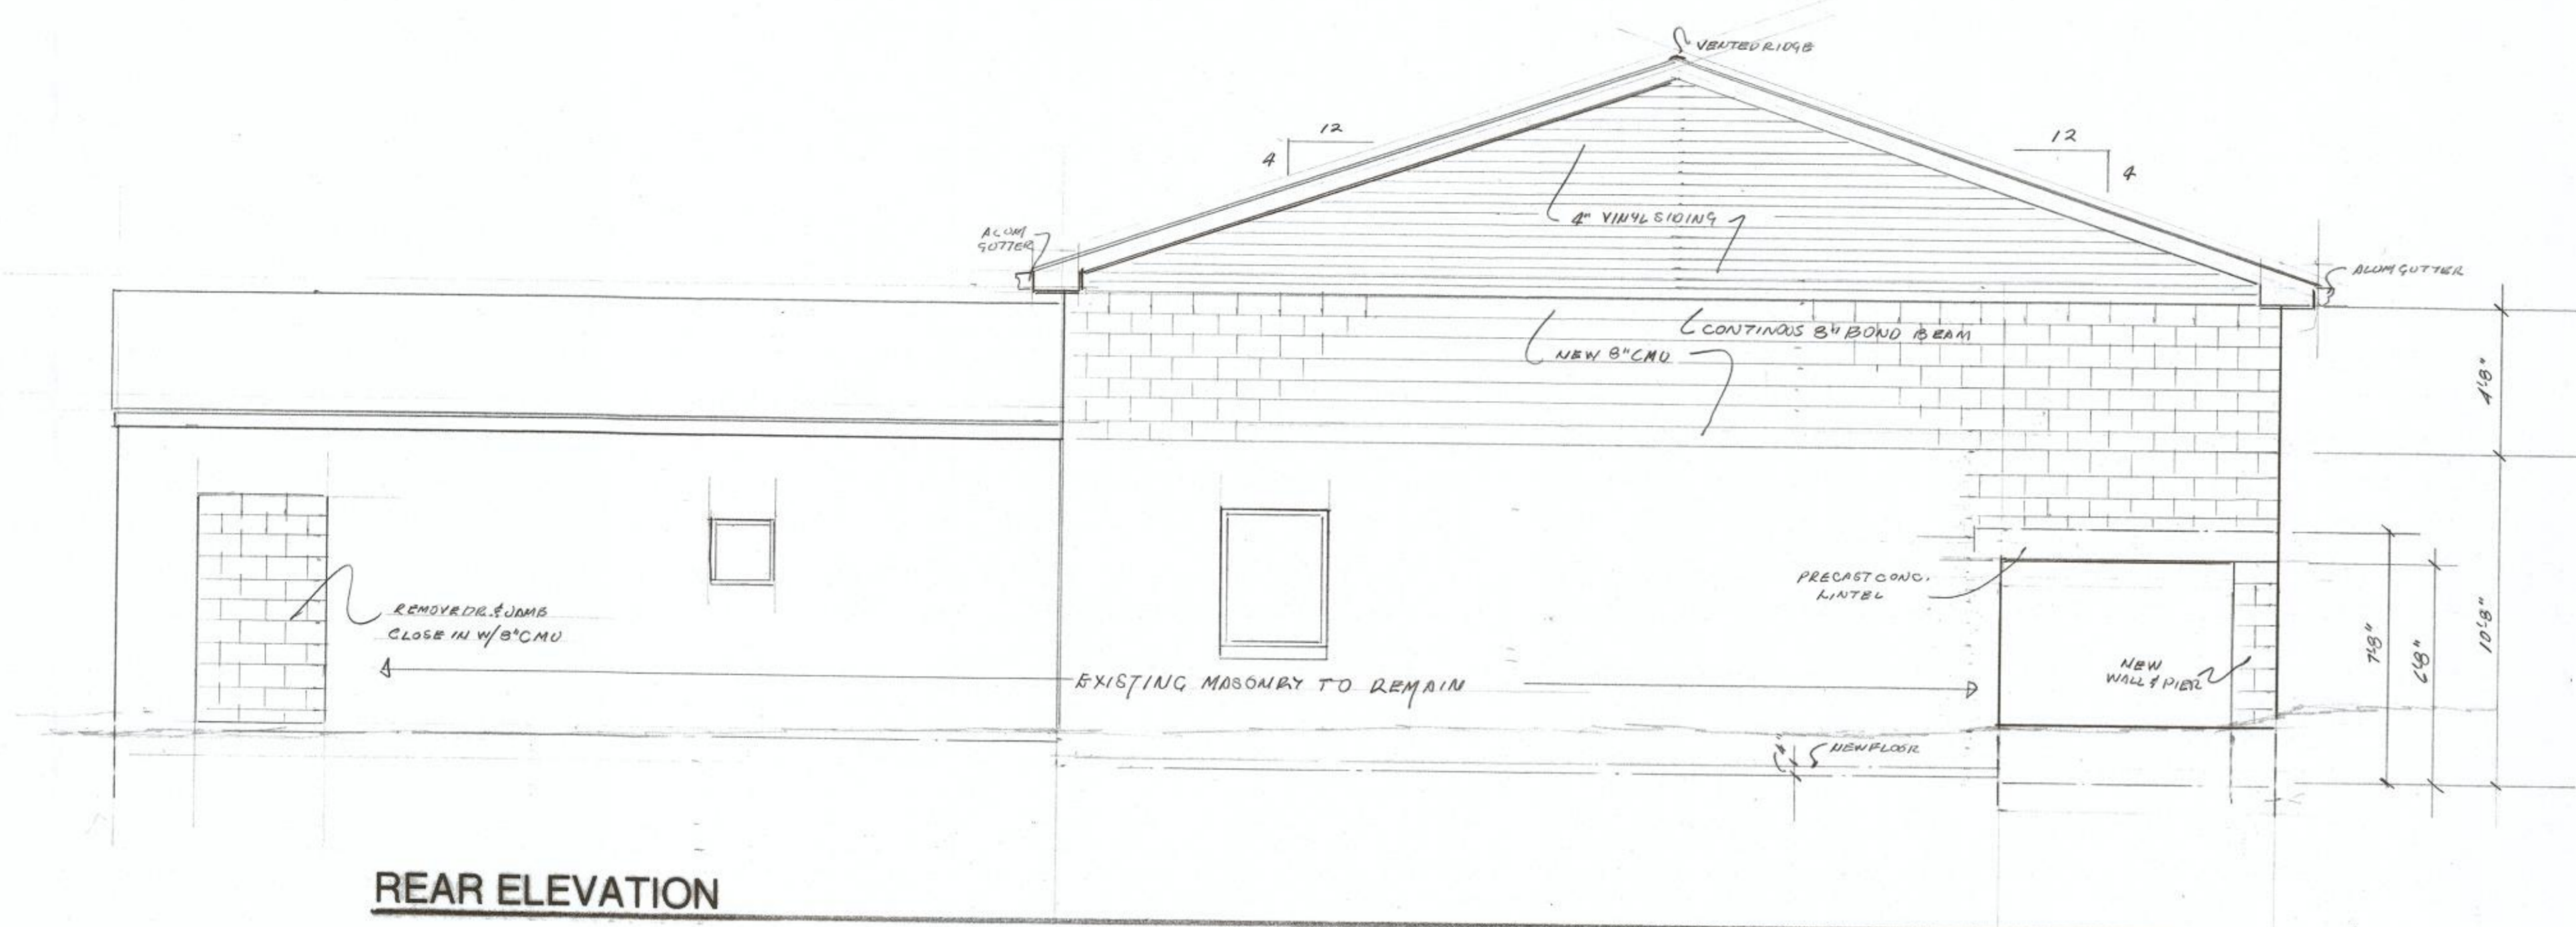 VENTED RIDGE
12
4
12
4
4" VINYL SIDING
ALUM
GUTTER
ALUM GUTTER
CONTINOUS 8" BOND BEAM
NEW 8" CMU
4'8"
PRECAST CONC.
LINTEL
REMOVE DR. & JAMB
CLOSE IN W/ 8" CMU
EXISTING MASONRY TO REMAIN
NEW
WALL & PIER
7'8"
6'8"
10'8"
NEW FLOOR
REAR ELEVATION